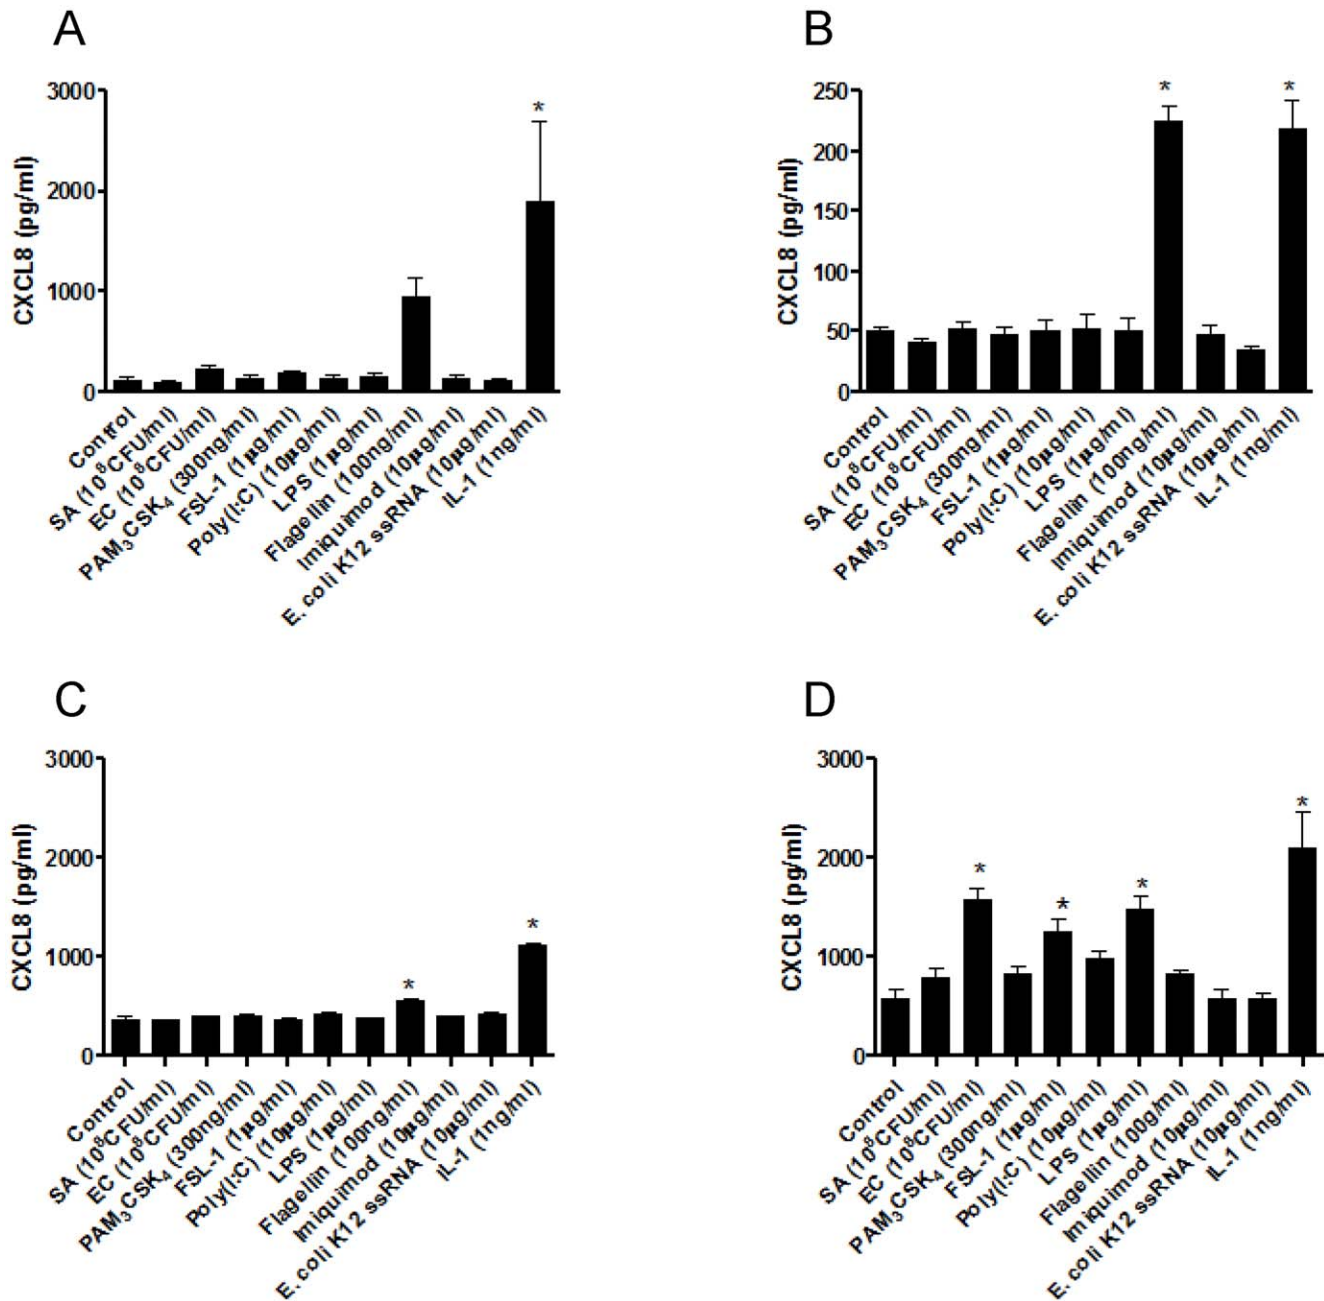 A
CXCL8 (pg/ml)
3000
2000
1000
0
*
Control
SA (10⁸CFU/ml)
EC (10⁸CFU/ml)
PAM₃CSK₄ (300ng/ml)
FSL-1 (1µg/ml)
Poly(I:C) (10µg/ml)
LPS (1µg/ml)
Flagellin (100ng/ml)
Imiquimod (10µg/ml)
E. coli K12 ssRNA (10µg/ml)
IL-1 (1ng/ml)
B
CXCL8 (pg/ml)
250
200
150
100
50
0
*
*
Control
SA (10⁸CFU/ml)
EC (10⁸CFU/ml)
PAM₃CSK₄ (300ng/ml)
FSL-1 (1µg/ml)
Poly(I:C) (10µg/ml)
LPS (1µg/ml)
Flagellin (100ng/ml)
Imiquimod (10µg/ml)
E. coli K12 ssRNA (10µg/ml)
IL-1 (1ng/ml)
C
CXCL8 (pg/ml)
3000
2000
1000
0
*
*
Control
SA (10⁸CFU/ml)
EC (10⁸CFU/ml)
PAM₃CSK₄ (300ng/ml)
FSL-1 (1µg/ml)
Poly(I:C) (10µg/ml)
LPS (1µg/ml)
Flagellin (100ng/ml)
Imiquimod (10µg/ml)
E. coli K12 ssRNA (10µg/ml)
IL-1 (1ng/ml)
D
CXCL8 (pg/ml)
3000
2000
1000
0
*
*
*
*
Control
SA (10⁸CFU/ml)
EC (10⁸CFU/ml)
PAM₃CSK₄ (300ng/ml)
FSL-1 (1µg/ml)
Poly(I:C) (10µg/ml)
LPS (1µg/ml)
Flagellin (100g/ml)
Imiquimod (10µg/ml)
E. coli K12 ssRNA (10µg/ml)
IL-1 (1ng/ml)